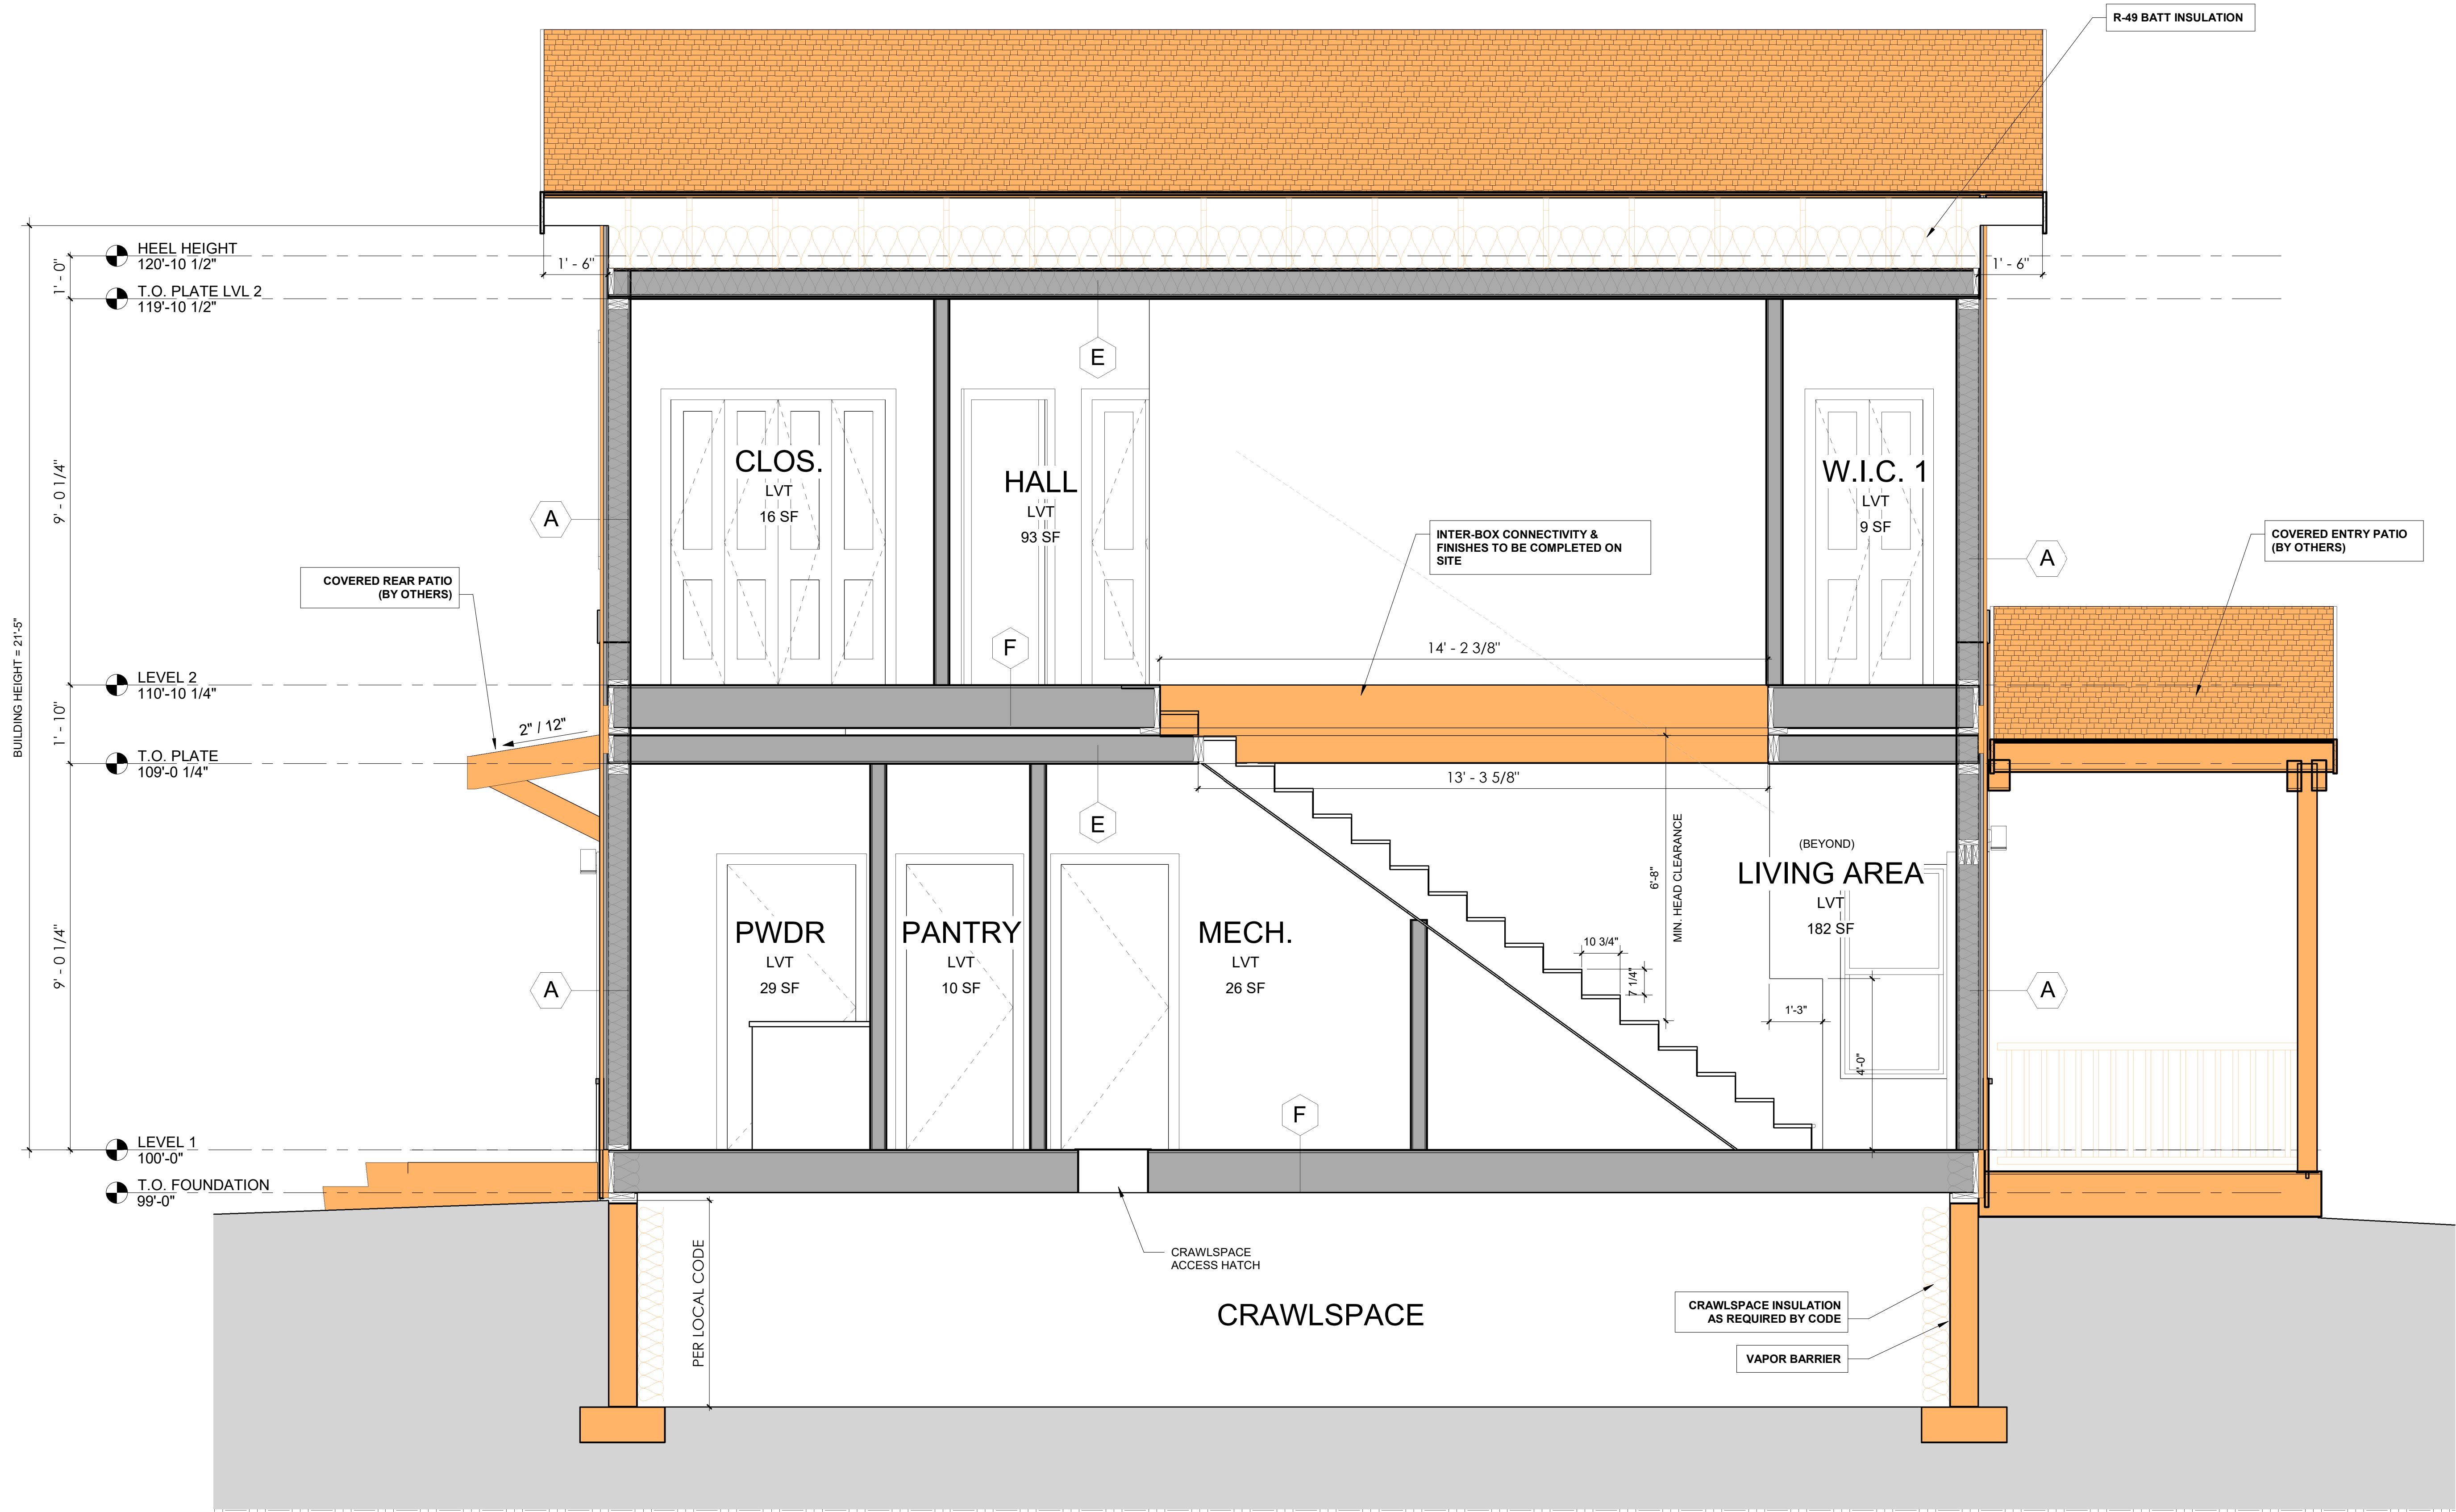 R-49 BATT INSULATION
HEEL HEIGHT
120'-10 1/2"
1' - 0"
1' - 6"
1' - 6"
T.O. PLATE LVL 2
119'-10 1/2"
E
9' - 0 1/4"
CLOS.
LVT
16 SF
HALL
LVT
93 SF
W.I.C. 1
LVT
9 SF
A
A
INTER-BOX CONNECTIVITY &
FINISHES TO BE COMPLETED ON
SITE
COVERED ENTRY PATIO
(BY OTHERS)
COVERED REAR PATIO
(BY OTHERS)
BUILDING HEIGHT = 21'-5"
F
14' - 2 3/8"
LEVEL 2
110'-10 1/4"
1' - 10"
2" / 12"
T.O. PLATE
109'-0 1/4"
13' - 3 5/8"
E
6'-8"
MIN. HEAD CLEARANCE
(BEYOND)
LIVING AREA
LVT
182 SF
9' - 0 1/4"
PWDR
LVT
29 SF
PANTRY
LVT
10 SF
MECH.
LVT
26 SF
10 3/4"
7 1/4"
A
A
1'-3"
4'-0"
F
LEVEL 1
100'-0"
T.O. FOUNDATION
99'-0"
PER LOCAL CODE
CRAWLSPACE
ACCESS HATCH
CRAWLSPACE
CRAWLSPACE INSULATION
AS REQUIRED BY CODE
VAPOR BARRIER